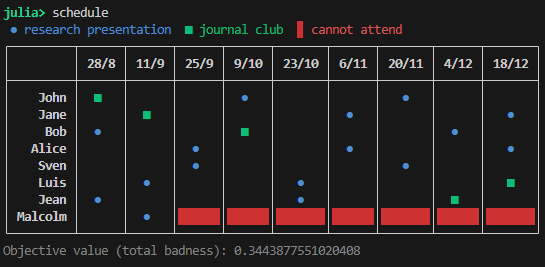 julia> schedule
research presentation journal club cannot attend
28/8 11/9 25/9 9/10 23/10 6/11 20/11 4/12 18/12
John
Jane
Bob
Alice
Sven
Luis
Jean
Malcolm
Objective value (total badness): 0.3443877551020408